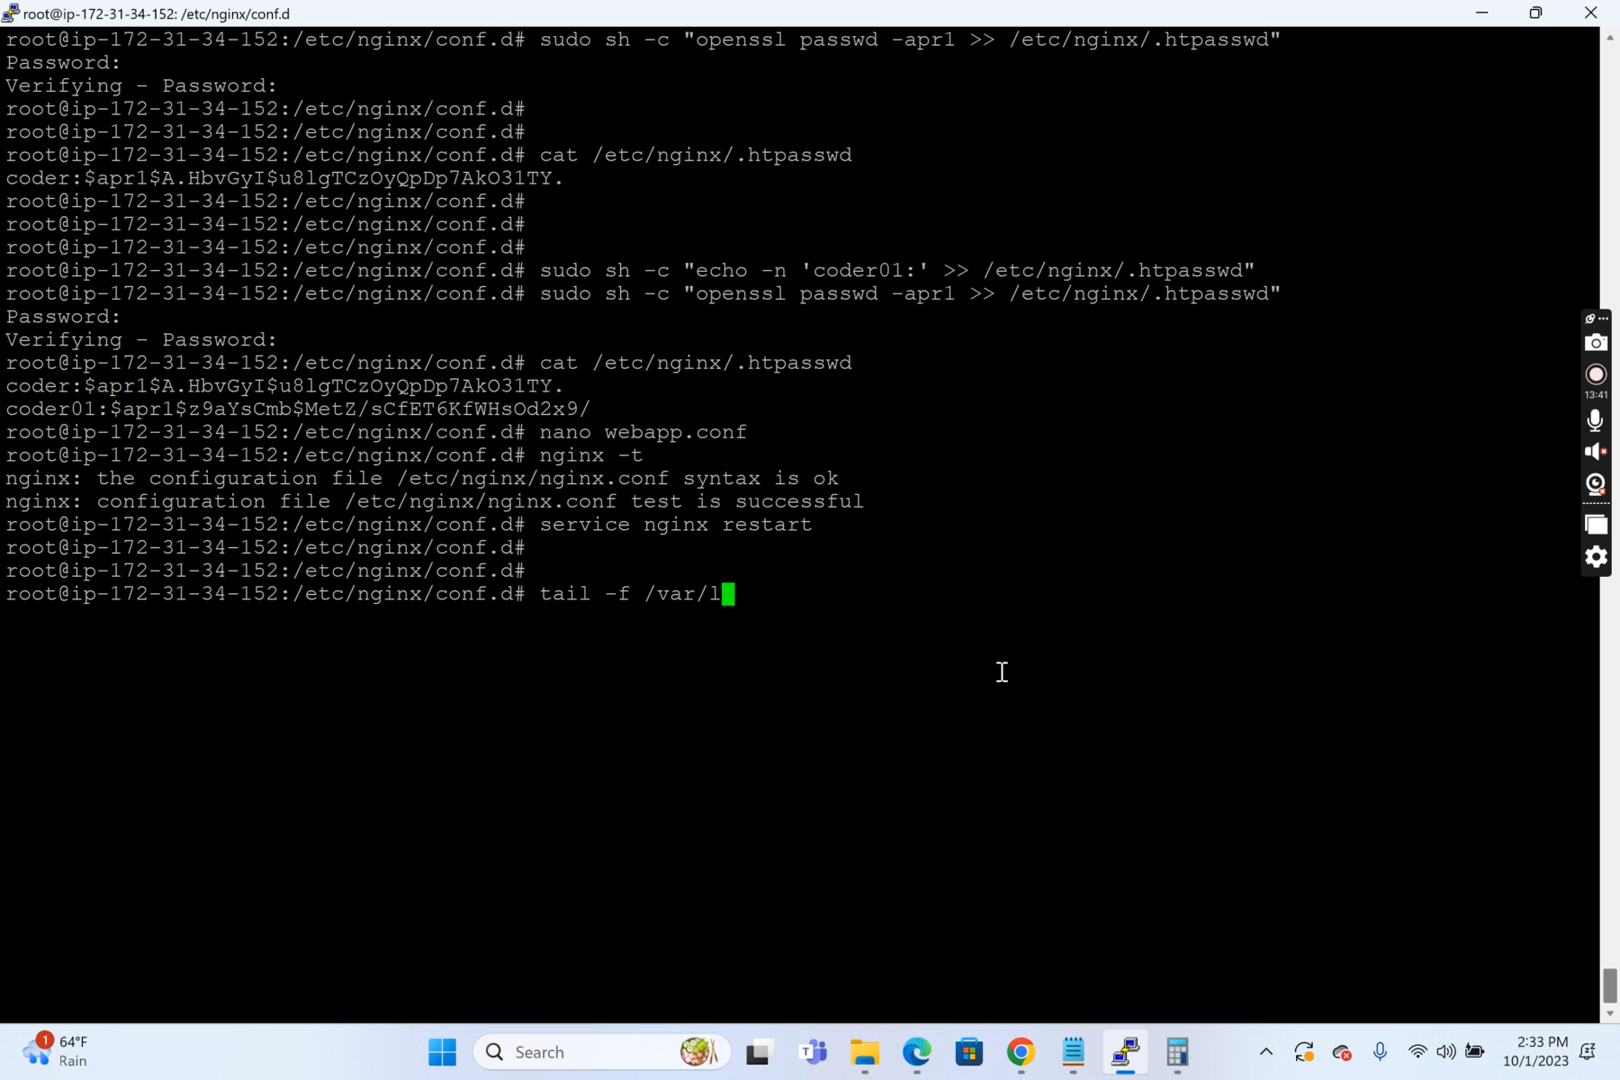 root@ip-172-31-34-152: /etc/nginx/conf.d
root@ip-172-31-34-152:/etc/nginx/conf.d# sudo sh -c "openssl passwd -apr1 >> /etc/nginx/.htpasswd"
Password:
Verifying - Password:
root@ip-172-31-34-152:/etc/nginx/conf.d#
root@ip-172-31-34-152:/etc/nginx/conf.d#
root@ip-172-31-34-152:/etc/nginx/conf.d# cat /etc/nginx/.htpasswd
coder:$apr1$A.HbvGyI$u8lgTCzOyQpDp7AkO31TY.
root@ip-172-31-34-152:/etc/nginx/conf.d#
root@ip-172-31-34-152:/etc/nginx/conf.d#
root@ip-172-31-34-152:/etc/nginx/conf.d#
root@ip-172-31-34-152:/etc/nginx/conf.d# sudo sh -c "echo -n 'coder01:' >> /etc/nginx/.htpasswd"
root@ip-172-31-34-152:/etc/nginx/conf.d# sudo sh -c "openssl passwd -apr1 >> /etc/nginx/.htpasswd"
Password:
Verifying - Password:
root@ip-172-31-34-152:/etc/nginx/conf.d# cat /etc/nginx/.htpasswd
coder:$apr1$A.HbvGyI$u8lgTCzOyQpDp7AkO31TY.
coder01:$apr1$z9aYsCmb$MetZ/sCfET6KfWHsOd2x9/
root@ip-172-31-34-152:/etc/nginx/conf.d# nano webapp.conf
root@ip-172-31-34-152:/etc/nginx/conf.d# nginx -t
nginx: the configuration file /etc/nginx/nginx.conf syntax is ok
nginx: configuration file /etc/nginx/nginx.conf test is successful
root@ip-172-31-34-152:/etc/nginx/conf.d# service nginx restart
root@ip-172-31-34-152:/etc/nginx/conf.d#
root@ip-172-31-34-152:/etc/nginx/conf.d#
root@ip-172-31-34-152:/etc/nginx/conf.d# tail -f /var/l
13:41
1
64°F
Rain
Search
2:33 PM
10/1/2023